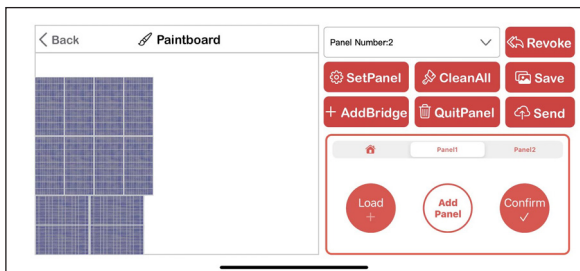 Back
Paintboard
Panel Number:2
Revoke
SetPanel
CleanAll
Save
+ AddBridge
QuitPanel
Send
Panel1
Panel2
Load
+
Add
Panel
Confirm
✓